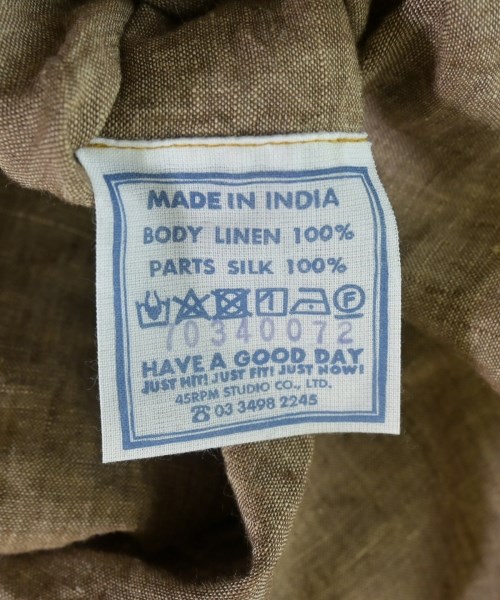 MADE IN INDIA
BODY LINEN 100%
PARTS SILK 100%
70340072
HAVE A GOOD DAY
JUST HIT! JUST FIT! JUST NOW!
45RPM STUDIO CO., LTD.
☎ 03 3498 2245